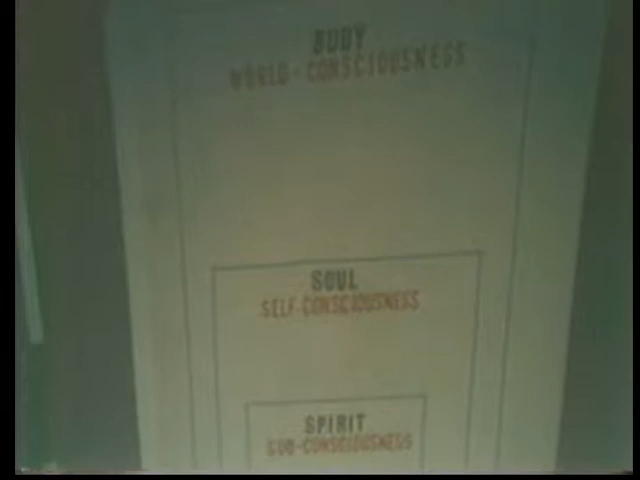 BODY
WORLD-CONSCIOUSNESS
SOUL
SELF-CONSCIOUSNESS
SPIRIT
GOD-CONSCIOUSNESS